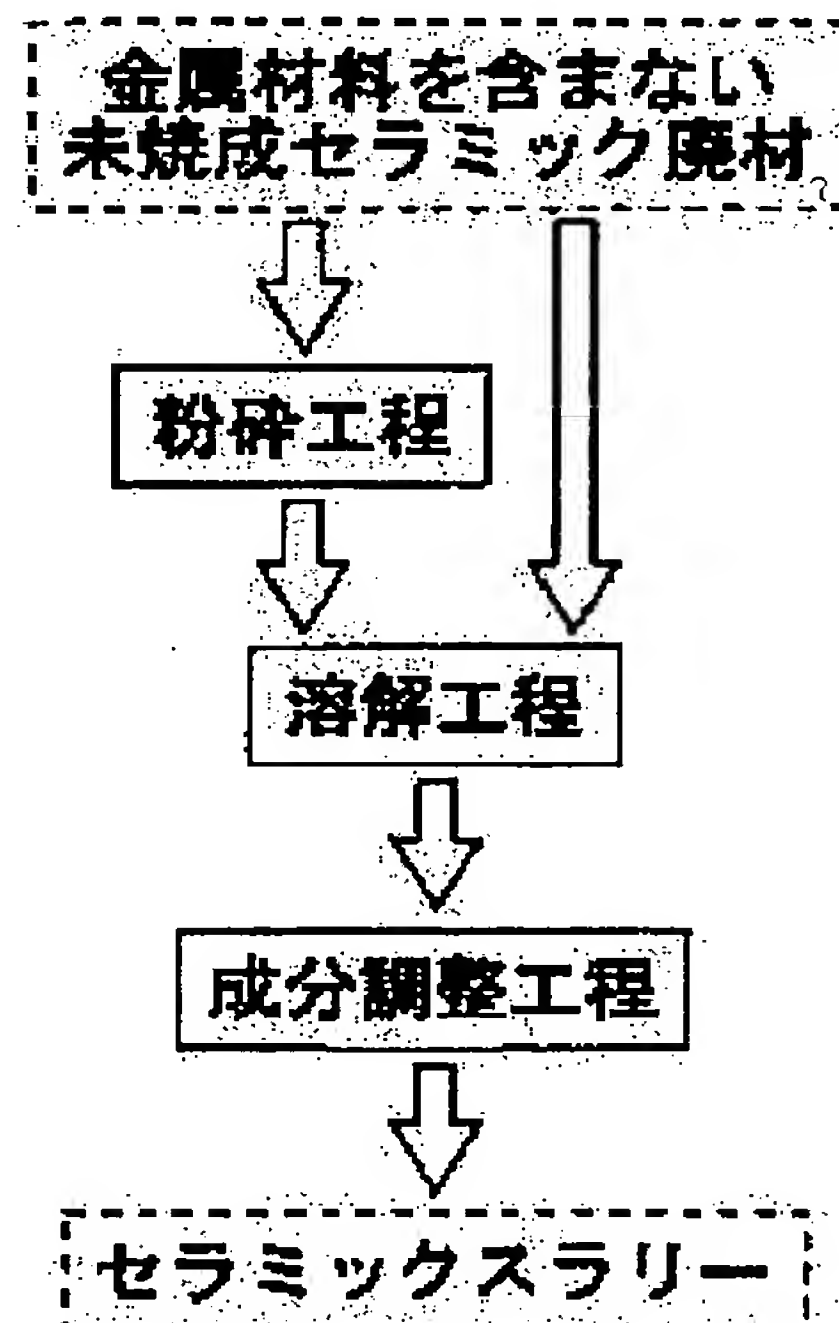 金属材料を含まない
未焼成セラミック廃材
粉砕工程
溶解工程
成分調整工程
セラミックスラリー